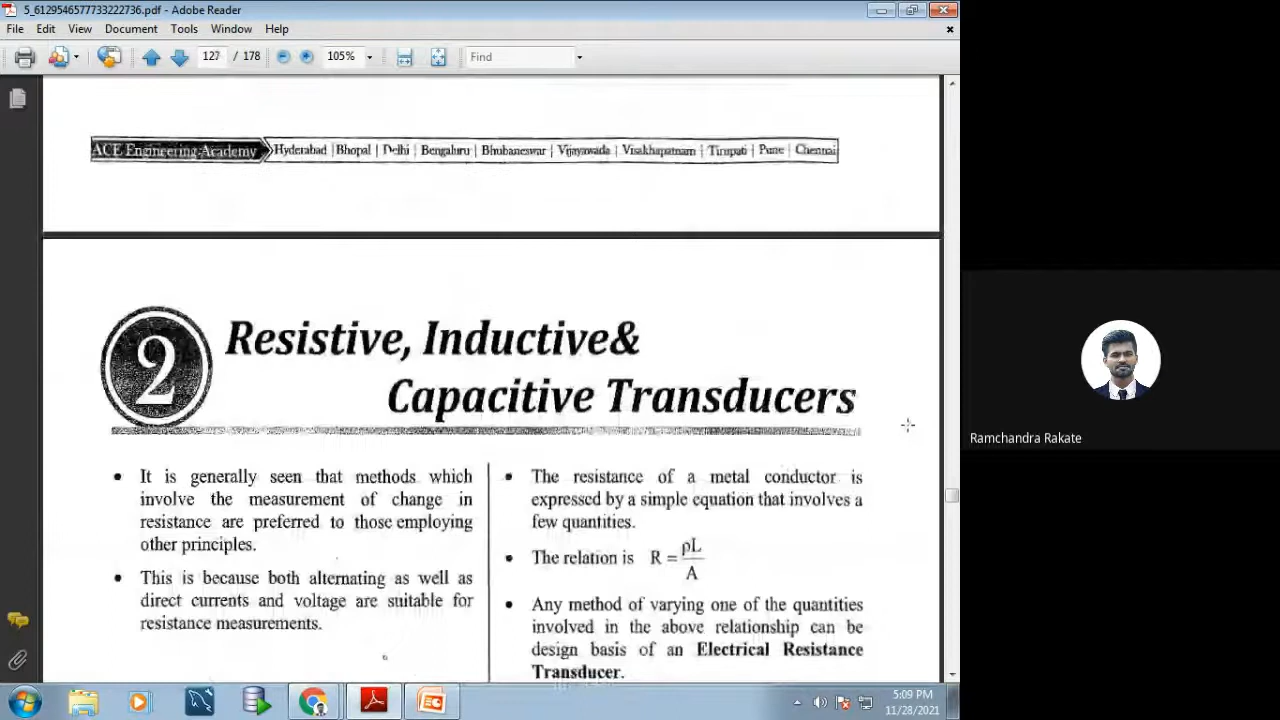 5_6129546577733222736.pdf - Adobe Reader
File Edit View Document Tools Window Help
127 / 178 105% Find
ACE Engineering Academy Hyderabad | Bhopal | Delhi | Bengaluru | Bhubaneswar | Vijayawada | Visakhapatnam | Tirupati | Pune | Chennai
2
Resistive, Inductive&
Capacitive Transducers
• It is generally seen that methods which
involve the measurement of change in
resistance are preferred to those employing
other principles.
• This is because both alternating as well as
direct currents and voltage are suitable for
resistance measurements.
• The resistance of a metal conductor is
expressed by a simple equation that involves a
few quantities.
• The relation is R = ρL/A
• Any method of varying one of the quantities
involved in the above relationship can be
design basis of an Electrical Resistance
Transducer.
Ramchandra Rakate
5:09 PM
11/28/2021